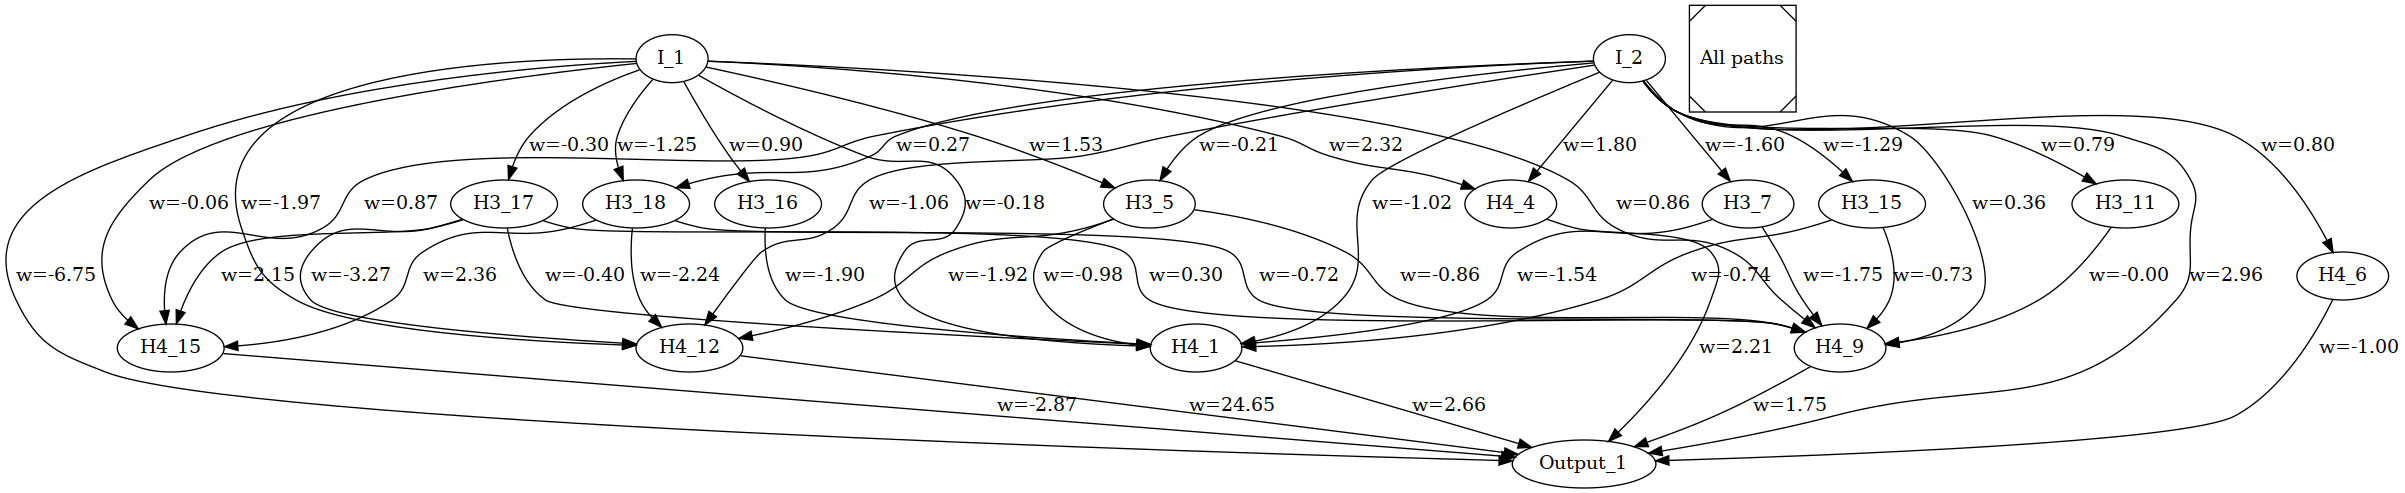 I_1
I_2
All paths
w=-0.30
w=-1.25
w=0.90
w=0.27
w=1.53
w=-0.21
w=2.32
w=1.80
w=-1.60
w=-1.29
w=0.79
w=0.80
w=-0.06
w=-1.97
w=0.87
H3_17
H3_18
H3_16
w=-1.06
w=-0.18
H3_5
w=-1.02
H4_4
w=0.86
H3_7
H3_15
w=0.36
H3_11
w=-6.75
w=2.15
w=-3.27
w=2.36
w=-0.40
w=-2.24
w=-1.90
w=-1.92
w=-0.98
w=0.30
w=-0.72
w=-0.86
w=-1.54
w=-0.74
w=-1.75
w=-0.73
w=-0.00
w=2.96
H4_6
H4_15
H4_12
H4_1
w=2.21
H4_9
w=-1.00
w=-2.87
w=24.65
w=2.66
w=1.75
Output_1